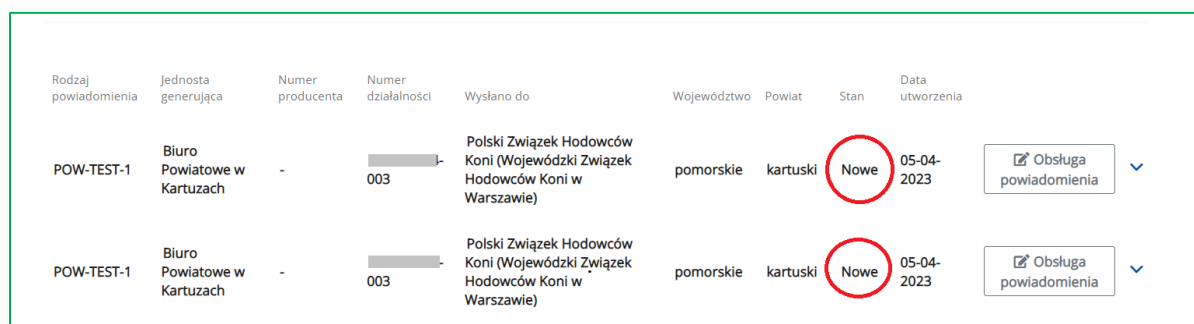 Rodzaj powiadomienia Jednosta generująca Numer producenta Numer działalności Wysłano do Województwo Powiat Stan Data utworzenia
POW-TEST-1 Biuro Powiatowe w Kartuzach - -003 Polski Związek Hodowców Koni (Wojewódzki Związek Hodowców Koni w Warszawie) pomorskie kartuski Nowe 05-04-2023 Obsługa powiadomienia
POW-TEST-1 Biuro Powiatowe w Kartuzach - -003 Polski Związek Hodowców Koni (Wojewódzki Związek Hodowców Koni w Warszawie) pomorskie kartuski Nowe 05-04-2023 Obsługa powiadomienia